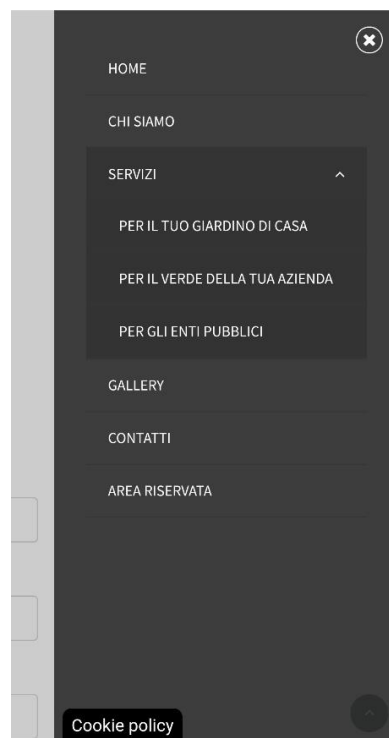 HOME
CHI SIAMO
SERVIZI
PER IL TUO GIARDINO DI CASA
PER IL VERDE DELLA TUA AZIENDA
PER GLI ENTI PUBBLICI
GALLERY
CONTATTI
AREA RISERVATA
Cookie policy